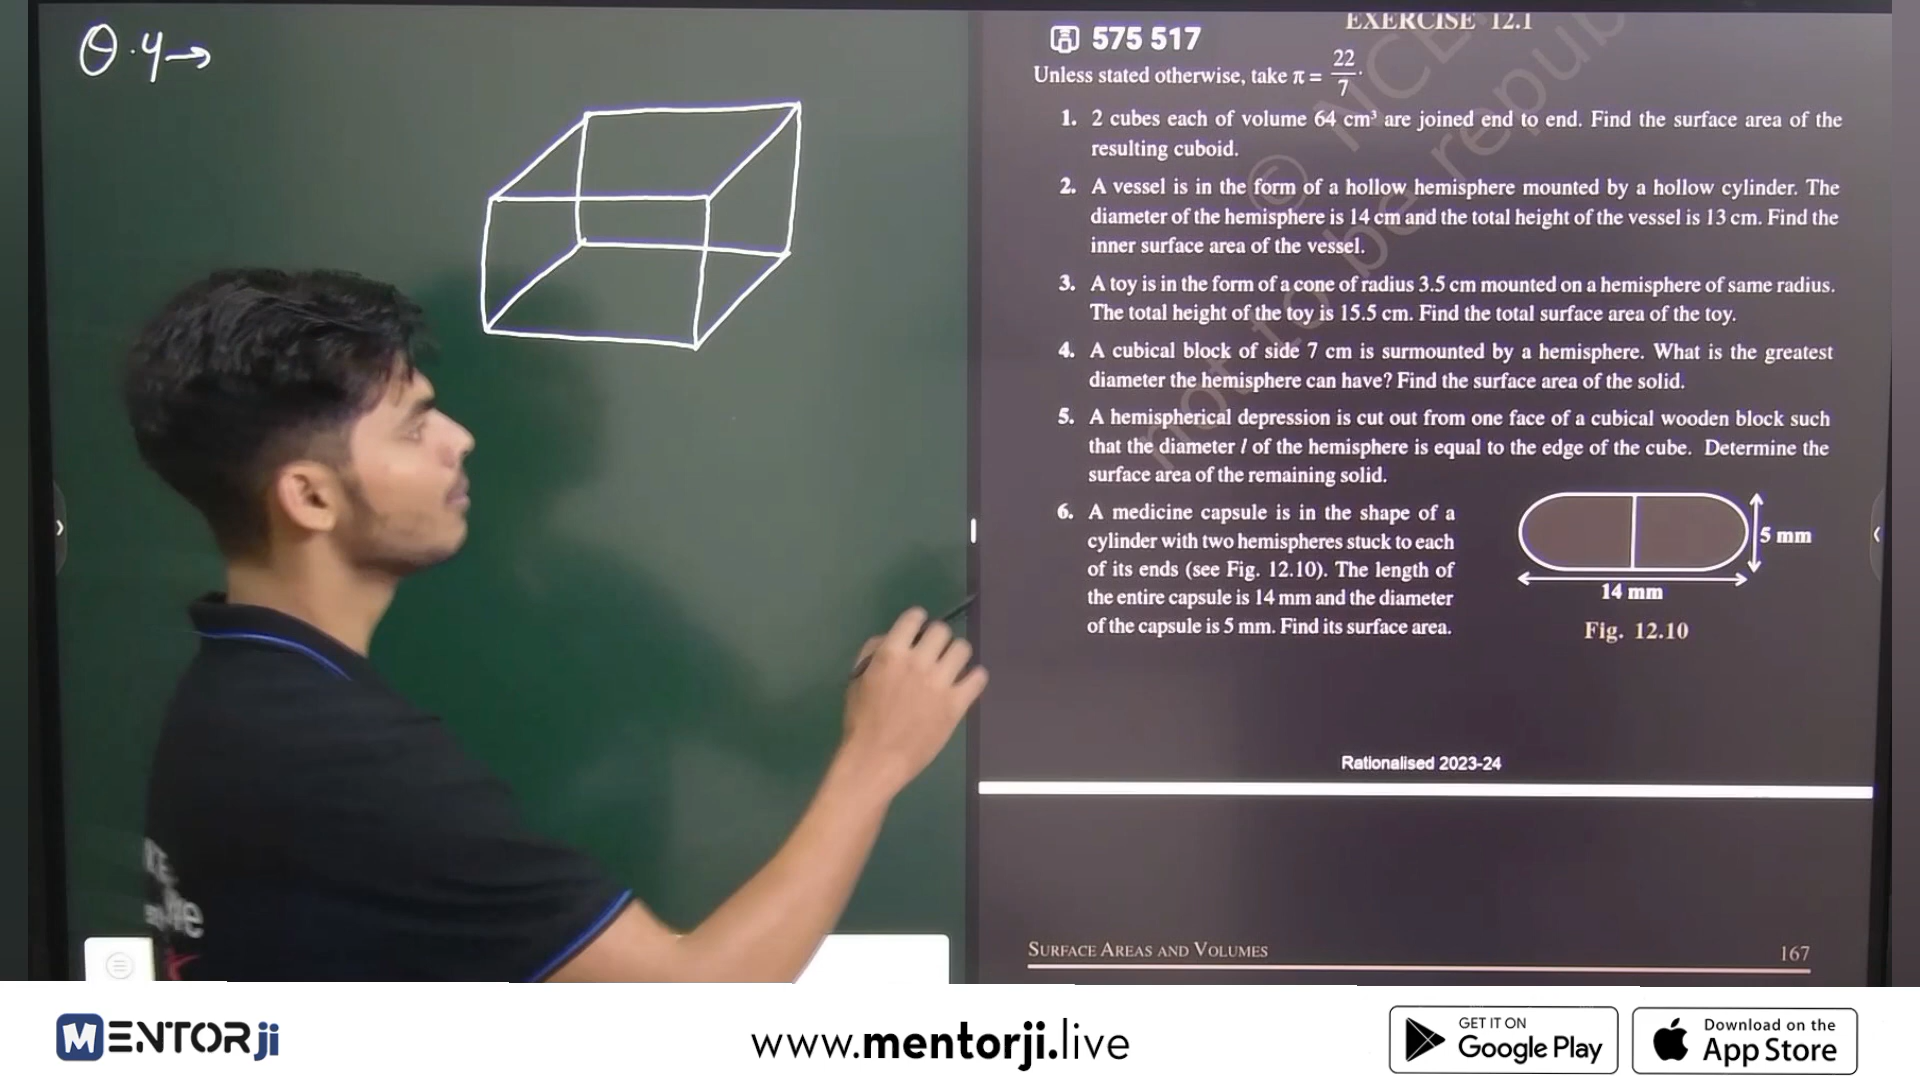 Q.4→
EXERCISE 12.1
575 517
Unless stated otherwise, take π = 22/7.
1. 2 cubes each of volume 64 cm³ are joined end to end. Find the surface area of the
resulting cuboid.
2. A vessel is in the form of a hollow hemisphere mounted by a hollow cylinder. The
diameter of the hemisphere is 14 cm and the total height of the vessel is 13 cm. Find the
inner surface area of the vessel.
3. A toy is in the form of a cone of radius 3.5 cm mounted on a hemisphere of same radius.
The total height of the toy is 15.5 cm. Find the total surface area of the toy.
4. A cubical block of side 7 cm is surmounted by a hemisphere. What is the greatest
diameter the hemisphere can have? Find the surface area of the solid.
5. A hemispherical depression is cut out from one face of a cubical wooden block such
that the diameter l of the hemisphere is equal to the edge of the cube. Determine the
surface area of the remaining solid.
6. A medicine capsule is in the shape of a
cylinder with two hemispheres stuck to each
of its ends (see Fig. 12.10). The length of
the entire capsule is 14 mm and the diameter
of the capsule is 5 mm. Find its surface area.
5 mm
14 mm
Fig. 12.10
not to be republ
© NCE
Rationalised 2023-24
SURFACE AREAS AND VOLUMES
167
MENTORji
www.mentorji.live
GET IT ON
Google Play
Download on the
App Store